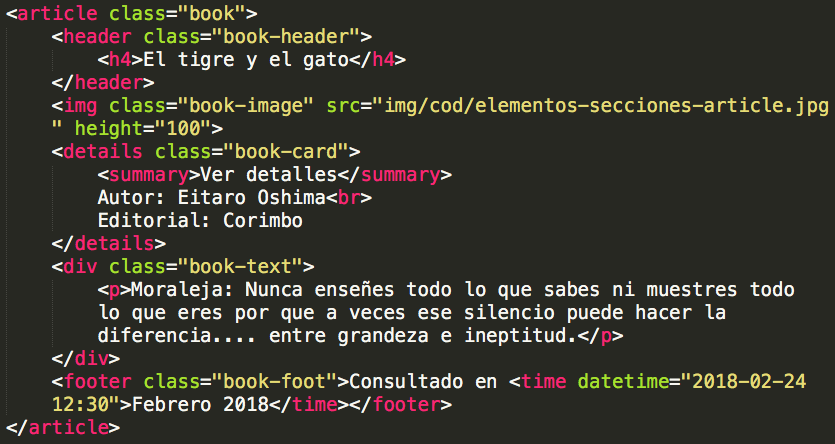 <article class="book">
    <header class="book-header">
        <h4>El tigre y el gato</h4>
    </header>
    <img class="book-image" src="img/cod/elementos-secciones-article.jpg
    " height="100">
    <details class="book-card">
        <summary>Ver detalles</summary>
        Autor: Eitaro Oshima<br>
        Editorial: Corimbo
    </details>
    <div class="book-text">
        <p>Moraleja: Nunca enseñes todo lo que sabes ni muestres todo
        lo que eres por que a veces ese silencio puede hacer la
        diferencia.... entre grandeza e ineptitud.</p>
    </div>
    <footer class="book-foot">Consultado en <time datetime="2018-02-24
    12:30">Febrero 2018</time></footer>
</article>